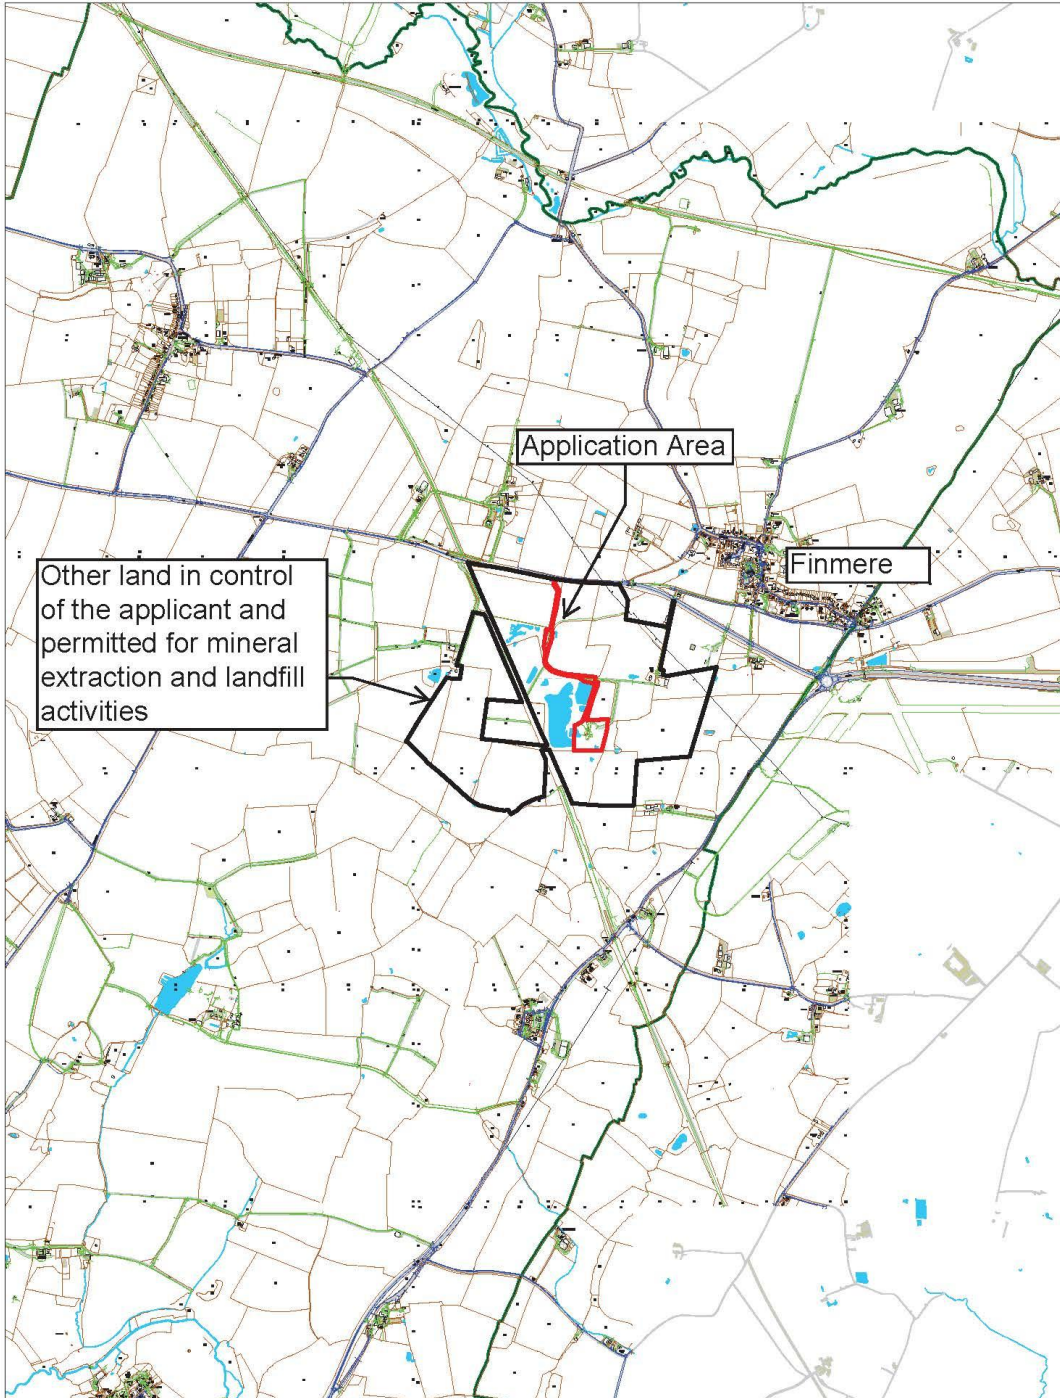 Application Area
Finmere
Other land in control
of the applicant and
permitted for mineral
extraction and landfill
activities